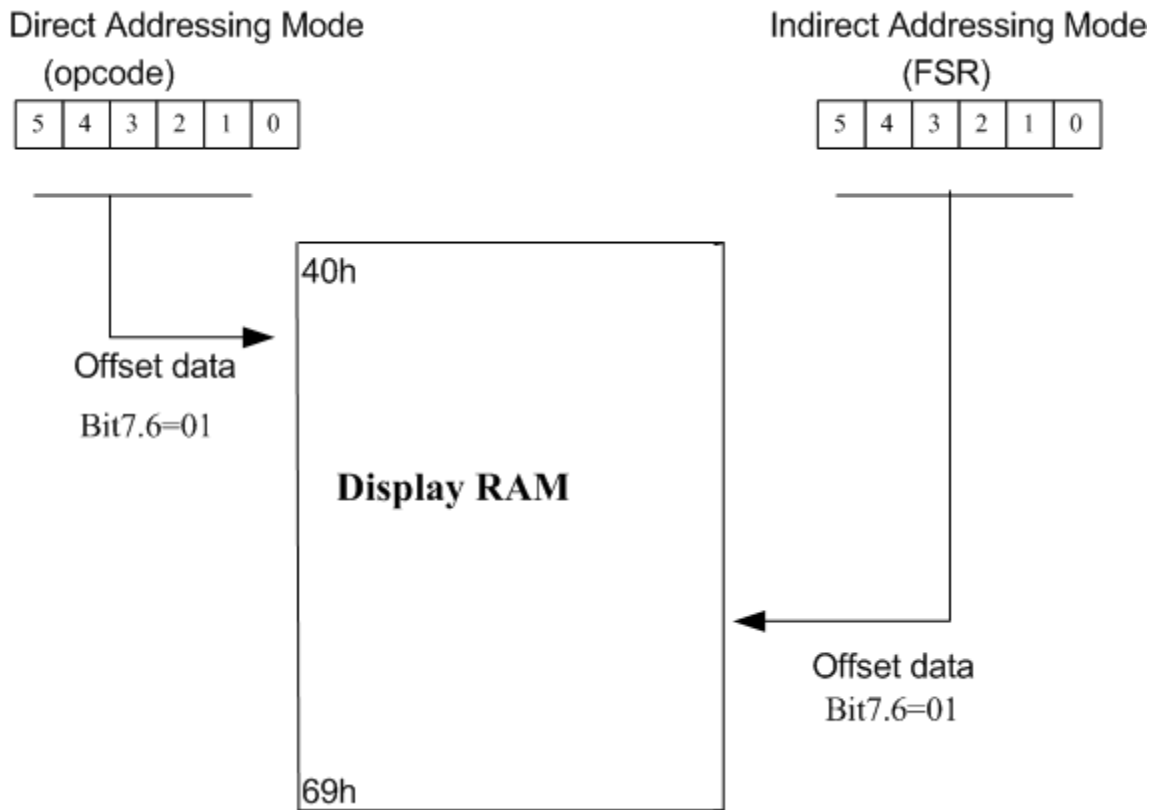 Direct Addressing Mode
(opcode)
5 4 3 2 1 0
Indirect Addressing Mode
(FSR)
5 4 3 2 1 0
40h
Offset data
Bit7.6=01
Display RAM
Offset data
Bit7.6=01
69h